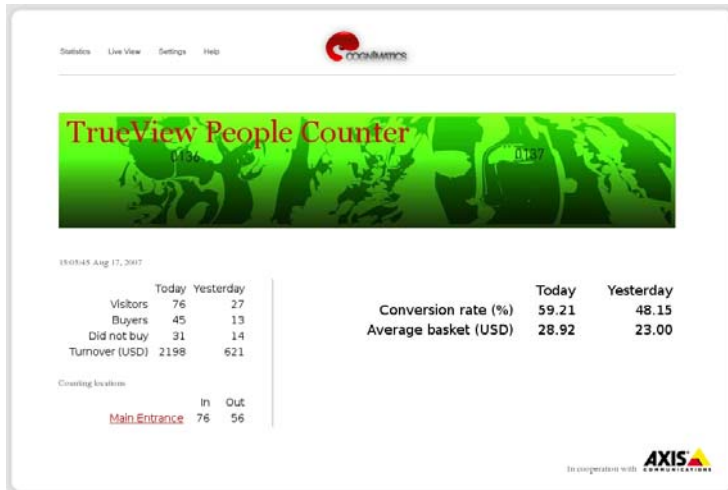 Statistics Live View Settings Help
COGNIMATICS
TrueView People Counter
0136 0137
15:05:45 Aug 17, 2007
Today Yesterday
Visitors 76 27
Buyers 45 13
Did not buy 31 14
Turnover (USD) 2198 621
Today Yesterday
Conversion rate (%) 59.21 48.15
Average basket (USD) 28.92 23.00
Counting locations
In Out
Main Entrance 76 56
In cooperation with AXIS
COMMUNICATIONS